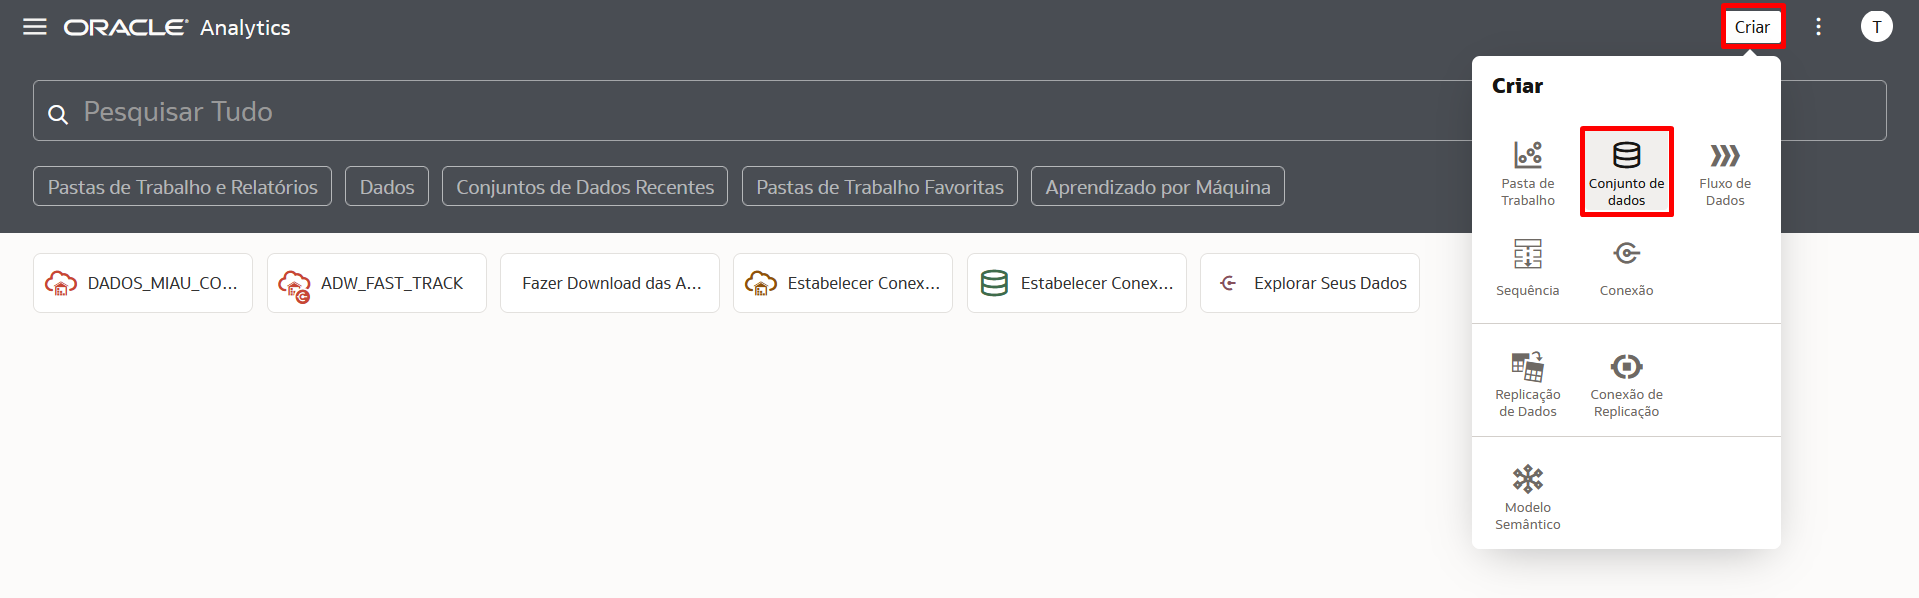 ORACLE Analytics
Criar
T
Pesquisar Tudo
Pastas de Trabalho e Relatórios
Dados
Conjuntos de Dados Recentes
Pastas de Trabalho Favoritas
Aprendizado por Máquina
DADOS_MIAU_CO...
ADW_FAST_TRACK
Fazer Download das A...
Estabelecer Conex...
Estabelecer Conex...
Explorar Seus Dados
Criar
Pasta de
Trabalho
Conjunto de
dados
Fluxo de
Dados
Sequência
Conexão
Replicação
de Dados
Conexão de
Replicação
Modelo
Semântico